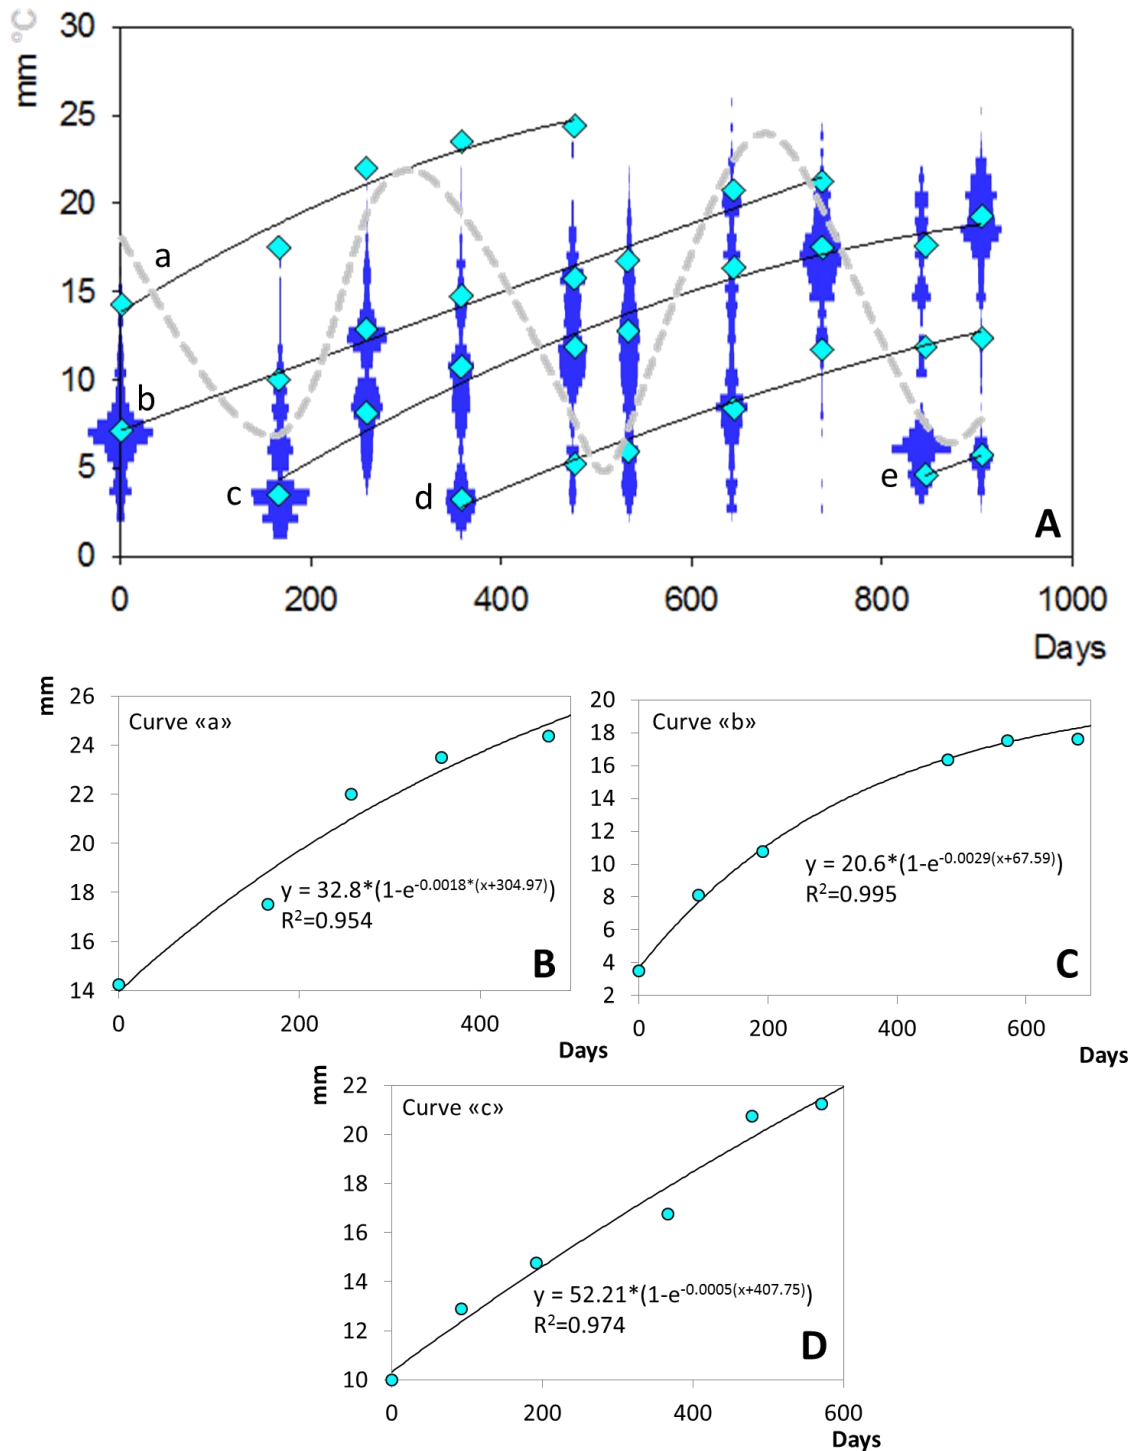 mm °C
30
25
20
15
10
5
0
a
b
c
d
e
A
0 200 400 600 800 1000
Days
mm
26
24
22
20
18
16
14
Curve «a»
y = 32.8*(1-e-0.0018*(x+304.97))
R2=0.954
B
0 200 400
Days
20
18
16
14
12
10
8
6
4
2
Curve «b»
y = 20.6*(1-e-0.0029(x+67.59))
R2=0.995
C
0 200 400 600
Days
mm
22
20
18
16
14
12
10
Curve «c»
y = 52.21*(1-e-0.0005(x+407.75))
R2=0.974
D
0 200 400 600
Days